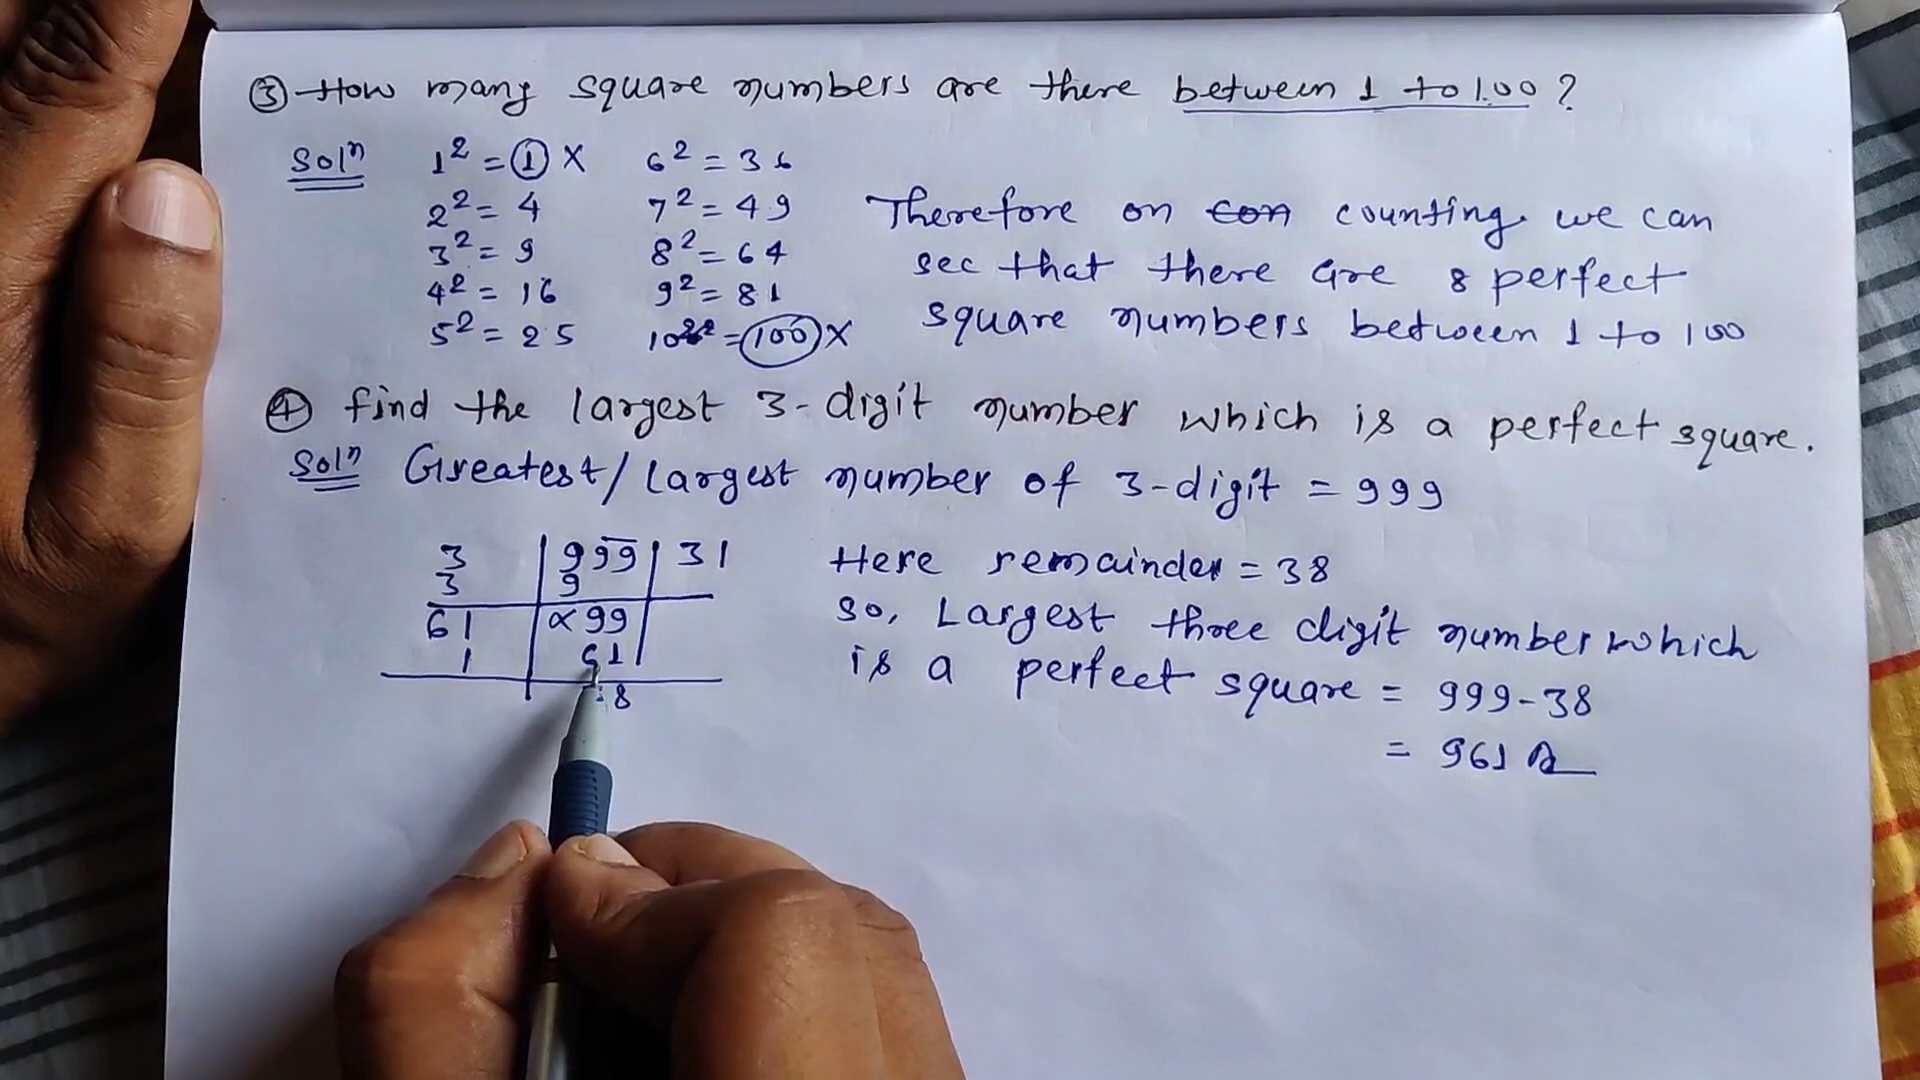 ③ How many square numbers are there between 1 to 100?
Solⁿ 1² = 1 X 6² = 36
2² = 4 7² = 49
3² = 9 8² = 64
4² = 16 9² = 81
5² = 25 10² = 100 X
Therefore on con counting we can
see that there are 8 perfect
square numbers between 1 to 100
④ find the largest 3-digit number which is a perfect square.
Solⁿ Greatest/largest number of 3-digit = 999
3 999 31
3 9
61 x99
1 61
8
Here remainder = 38
so, Largest three digit number which
is a perfect square = 999-38
= 961